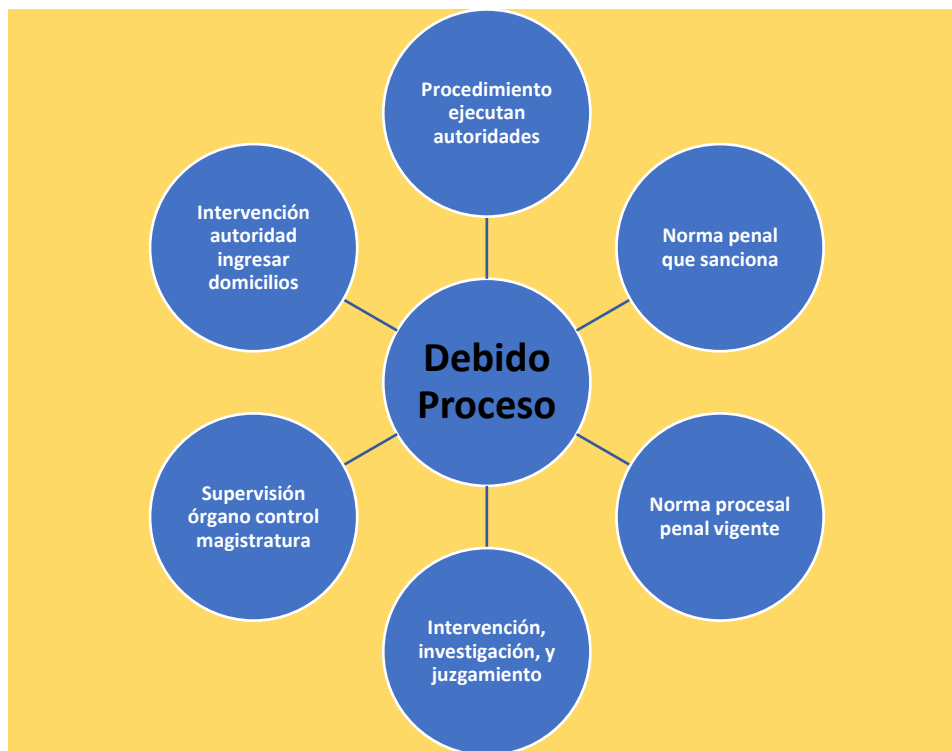 Procedimiento
ejecutan
autoridades
Norma penal
que sanciona
Norma procesal
penal vigente
Intervención,
investigación, y
juzgamiento
Supervisión
órgano control
magistratura
Intervención
autoridad
ingresar
domicilios
Debido
Proceso